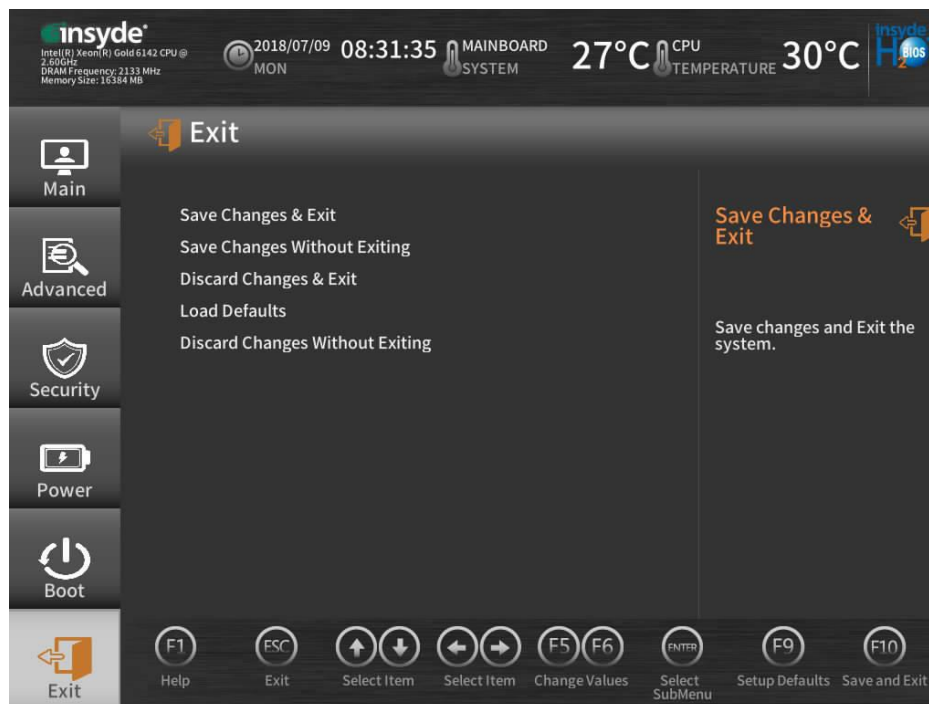 insyde®
Intel(R) Xeon(R) Gold 6142 CPU @
2.60GHz
DRAM Frequency: 2133 MHz
Memory Size: 16384 MB
2018/07/09
MON
08:31:35
MAINBOARD
SYSTEM
27°C
CPU
TEMPERATURE
30°C
insyde
H2O
BIOS
Exit
Main
Advanced
Security
Power
Boot
Exit
Save Changes & Exit
Save Changes Without Exiting
Discard Changes & Exit
Load Defaults
Discard Changes Without Exiting
Save Changes &
Exit
Save changes and Exit the
system.
F1
Help
ESC
Exit
Select Item
Select Item
F5 F6
Change Values
ENTER
Select
SubMenu
F9
Setup Defaults
F10
Save and Exit